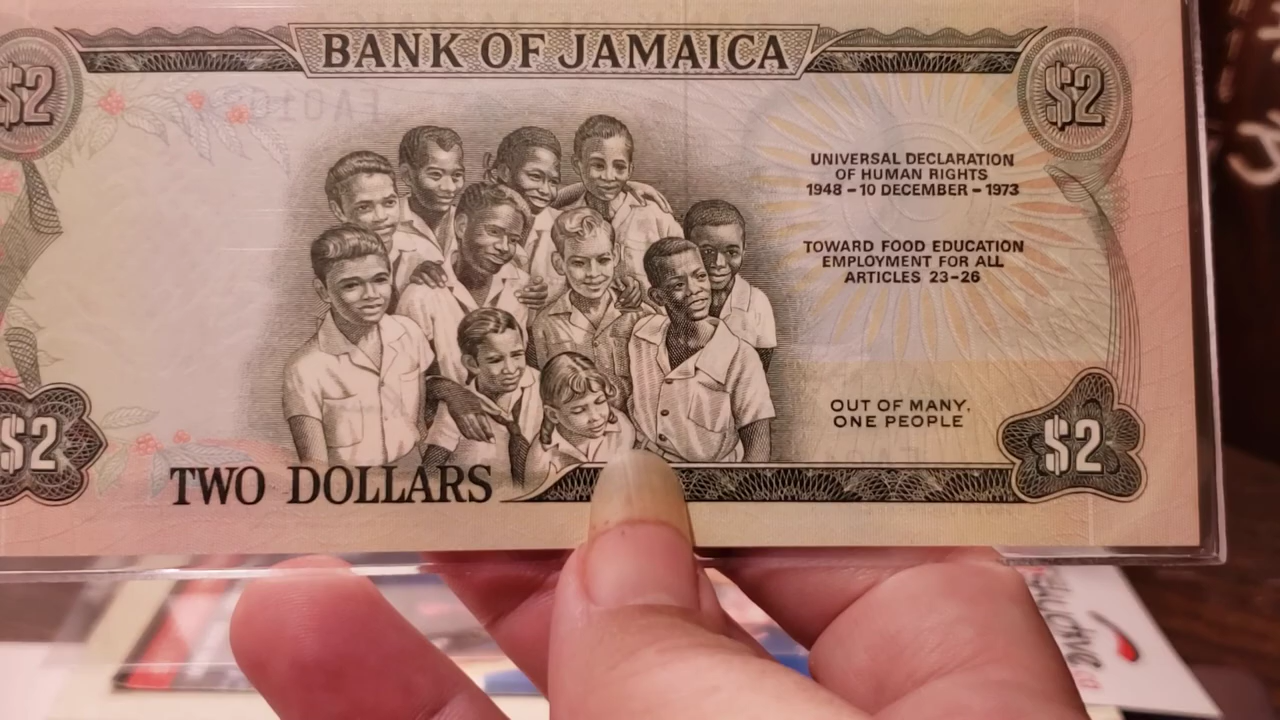 BANK OF JAMAICA
$2
$2
UNIVERSAL DECLARATION
OF HUMAN RIGHTS
1948 – 10 DECEMBER – 1973
TOWARD FOOD EDUCATION
EMPLOYMENT FOR ALL
ARTICLES 23–26
OUT OF MANY,
ONE PEOPLE
$2
$2
TWO DOLLARS